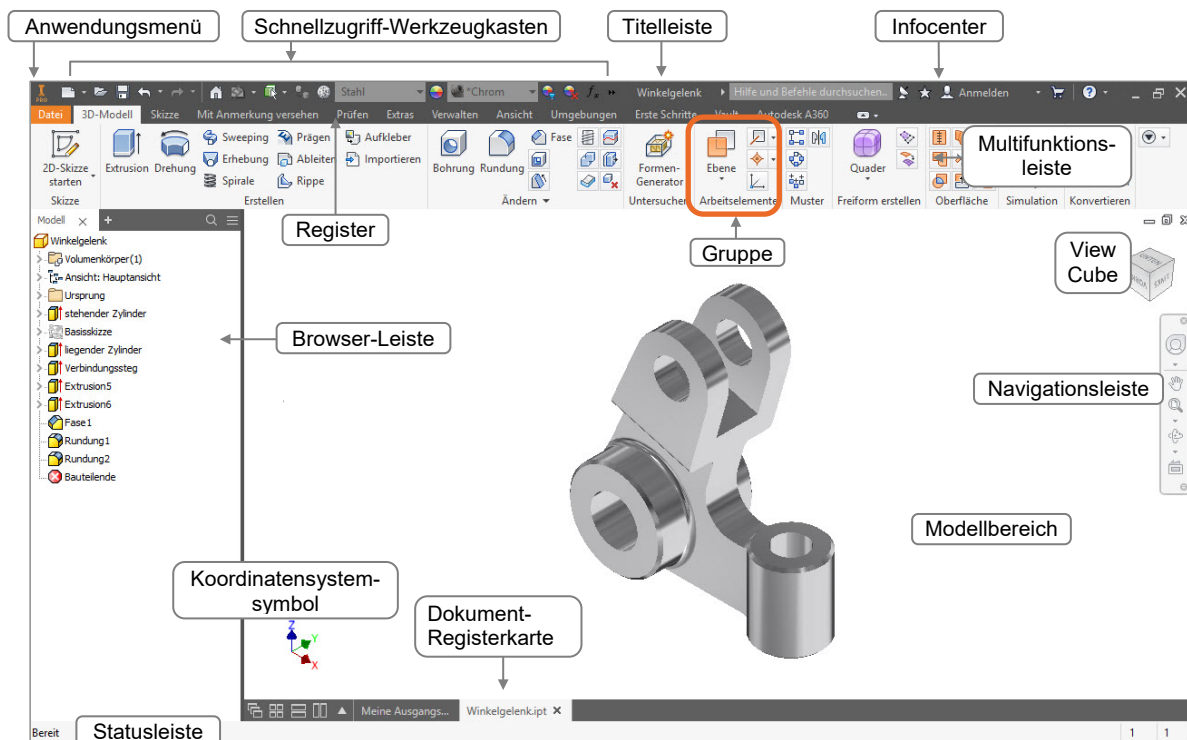 Anwendungsmenü
Schnellzugriff-Werkzeugkasten
Titelleiste
Infocenter
PRO
Stahl
*Chrom
fx
Winkelgelenk
Hilfe und Befehle durchsuchen...
Anmelden
Datei
3D-Modell
Skizze
Mit Anmerkung versehen
Prüfen
Extras
Verwalten
Ansicht
Umgebungen
Erste Schritte
Vault
Autodesk A360
2D-Skizze
starten
Extrusion
Drehung
Sweeping
Erhebung
Spirale
Prägen
Ableiten
Rippe
Aufkleber
Importieren
Bohrung
Rundung
Fase
Formen-
Generator
Ebene
Quader
Multifunktions-
leiste
Skizze
Erstellen
Ändern
Untersuchen
Arbeitselemente
Muster
Freiform erstellen
Oberfläche
Simulation
Konvertieren
Register
Gruppe
View
Cube
UNTEN
Modell
Winkelgelenk
Volumenkörper(1)
Ansicht: Hauptansicht
Ursprung
stehender Zylinder
Basisskizze
liegender Zylinder
Verbindungssteg
Extrusion5
Extrusion6
Fase1
Rundung1
Rundung2
Bauteilende
Browser-Leiste
Navigationsleiste
Modellbereich
Koordinatensystem-
symbol
Z
Y
X
Dokument-
Registerkarte
Meine Ausgangs...
Winkelgelenk.ipt
Bereit
Statusleiste
1
1